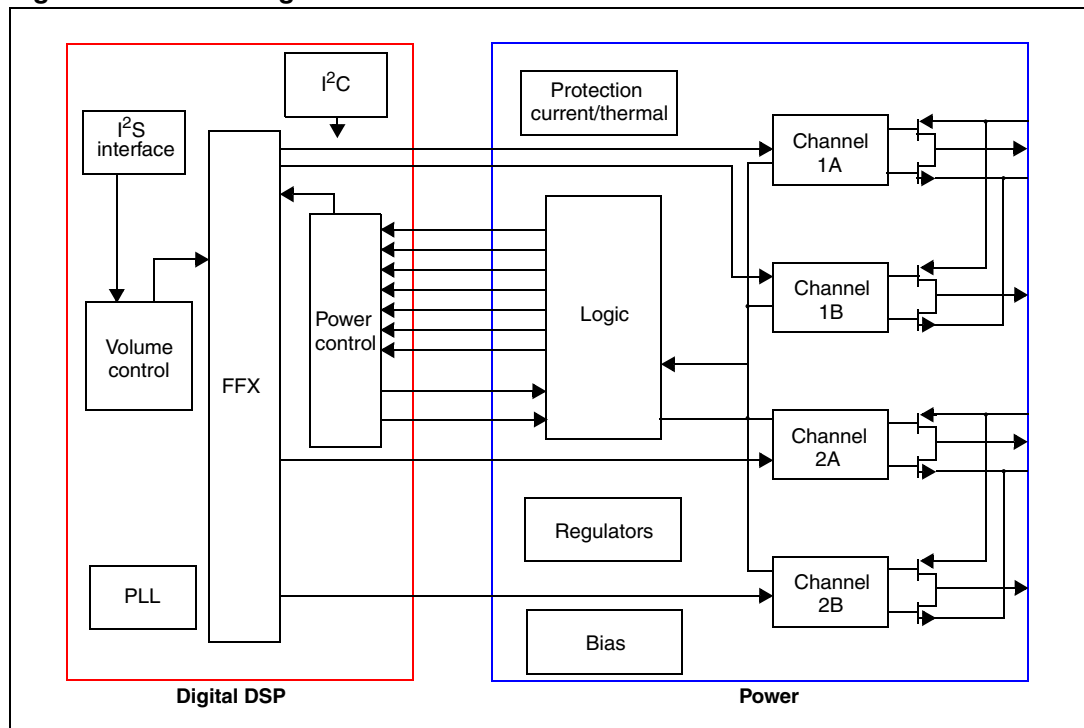 I²C
Protection
current/thermal
I²S
interface
Channel
1A
Channel
1B
Logic
Power
control
Volume
control
FFX
Channel
2A
Regulators
Channel
2B
PLL
Bias
Digital DSP
Power